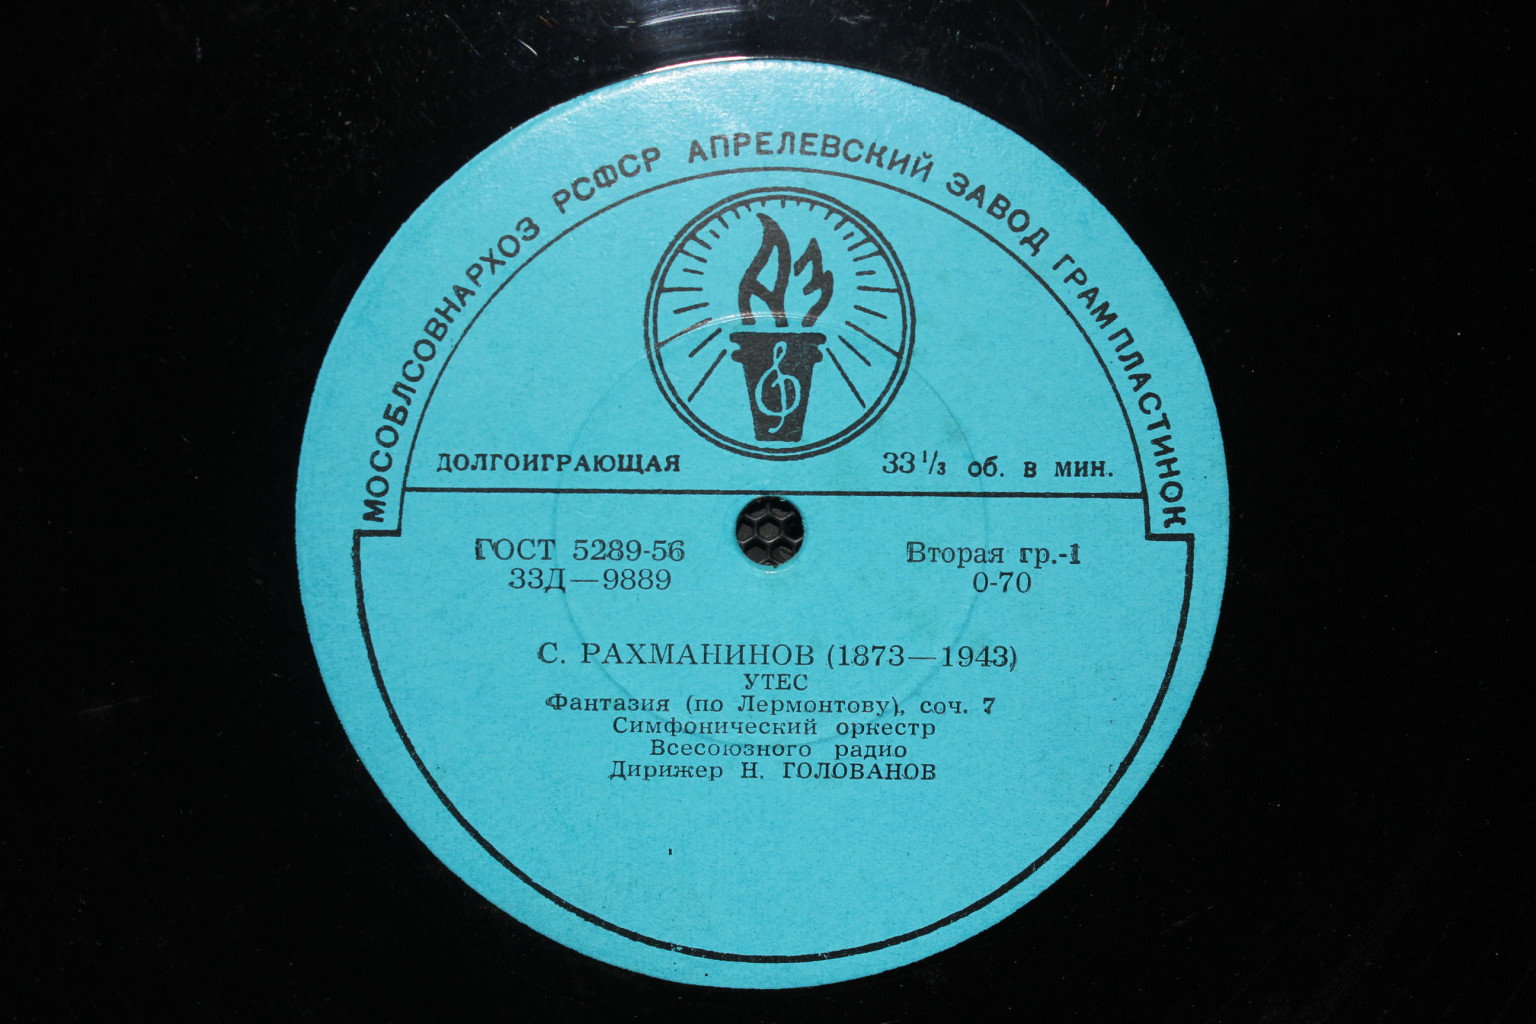 МОСОБЛСОВНАРХОЗ РСФСР АПРЕЛЕВСКИЙ ЗАВОД ГРАМПЛАСТИНОК
АЗ
ДОЛГОИГРАЮЩАЯ 33 1/3 об. в мин.
ГОСТ 5289-56 Вторая гр.-1
33Д—9889 0-70
С. РАХМАНИНОВ (1873—1943)
УТЕС
Фантазия (по Лермонтову), соч. 7
Симфонический оркестр
Всесоюзного радио
Дирижер Н. ГОЛОВАНОВ